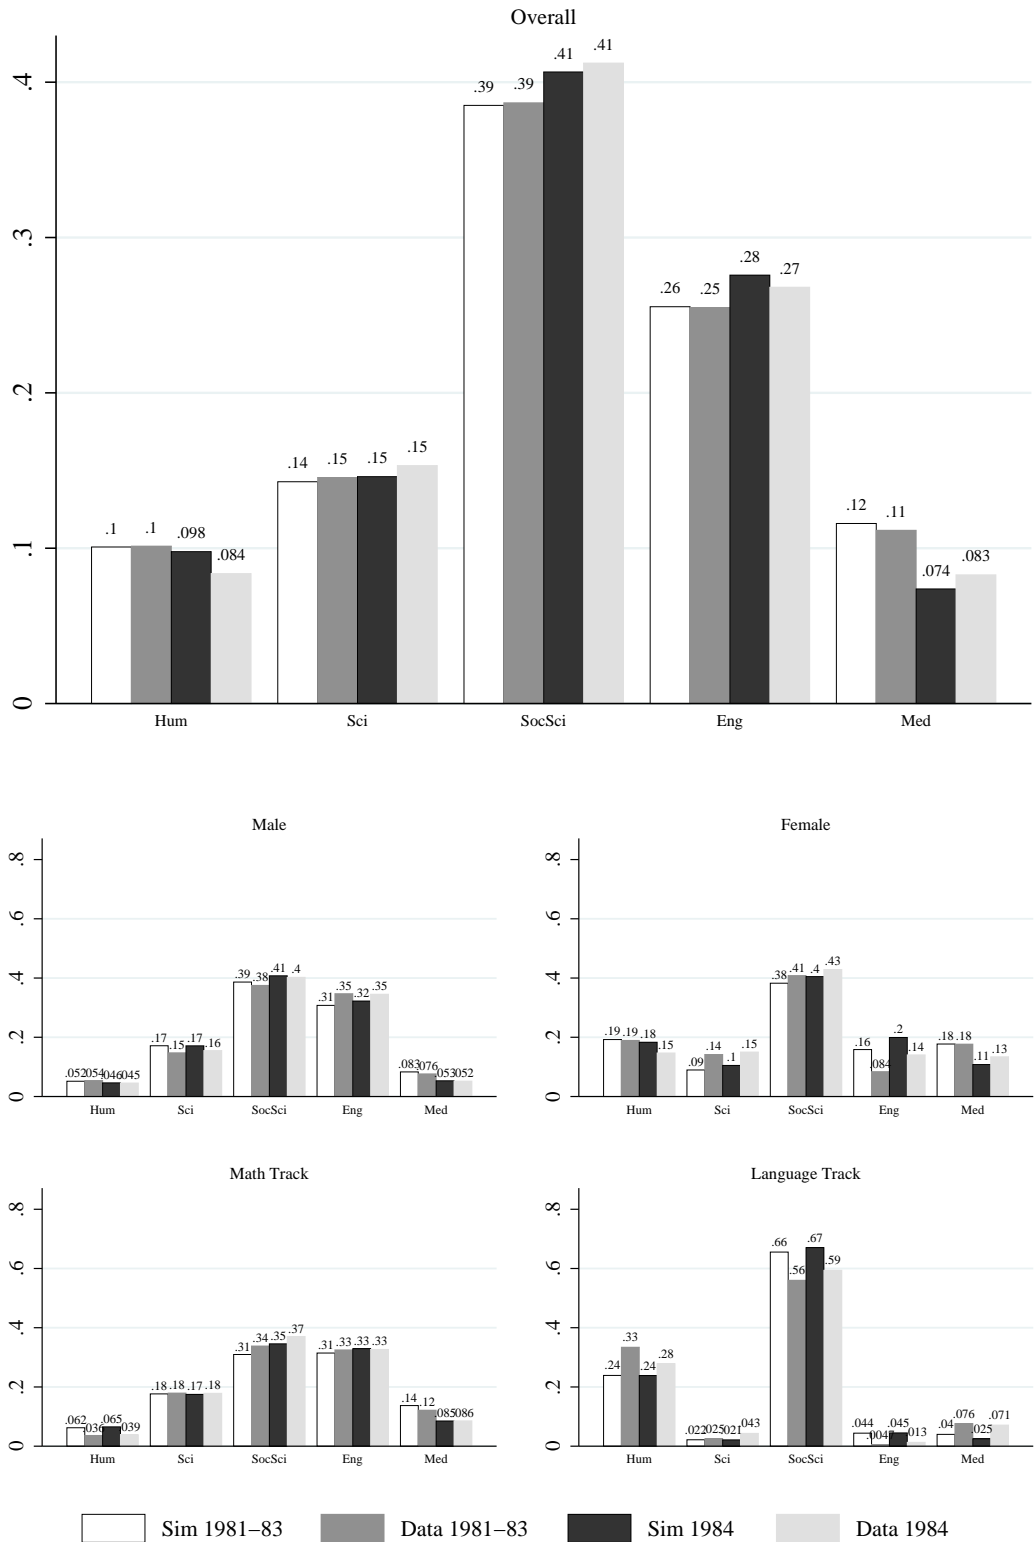 Overall
.4
.3
.2
.1
0
.1 .1 .098 .084
.14 .15 .15 .15
.39 .39 .41 .41
.26 .25 .28 .27
.12 .11 .074 .083
Hum Sci SocSci Eng Med
Male
.8
.6
.4
.2
0
.052 .054 .046 .045
.17 .15 .17 .16
.39 .38 .41 .4
.31 .35 .32 .35
.083 .076 .053 .052
Hum Sci SocSci Eng Med
Female
.8
.6
.4
.2
0
.19 .19 .18 .15
.09 .14 .1 .15
.38 .41 .4 .43
.16 .084 .2 .14
.18 .18 .11 .13
Hum Sci SocSci Eng Med
Math Track
.8
.6
.4
.2
0
.062 .036 .065 .039
.18 .18 .17 .18
.31 .34 .35 .37
.31 .33 .33 .33
.14 .12 .085 .086
Hum Sci SocSci Eng Med
Language Track
.8
.6
.4
.2
0
.24 .33 .24 .28
.022 .025 .021 .043
.66 .56 .67 .59
.044 .045 .013
.04 .076 .025 .071
Hum Sci SocSci Eng Med
Sim 1981−83 Data 1981−83 Sim 1984 Data 1984